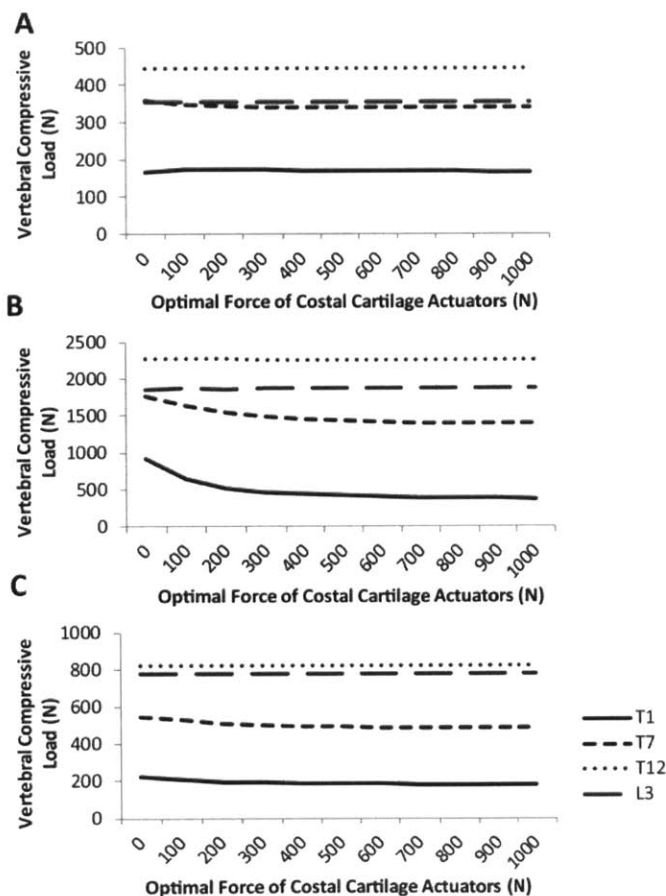 A
Vertebral Compressive
Load (N)
500
400
300
200
100
0
0 100 200 300 400 500 600 700 800 900 1000
Optimal Force of Costal Cartilage Actuators (N)
B
Vertebral Compressive
Load (N)
2500
2000
1500
1000
500
0
0 100 200 300 400 500 600 700 800 900 1000
Optimal Force of Costal Cartilage Actuators (N)
C
Vertebral Compressive
Load (N)
1000
800
600
400
200
0
0 100 200 300 400 500 600 700 800 900 1000
Optimal Force of Costal Cartilage Actuators (N)
T1
T7
T12
L3